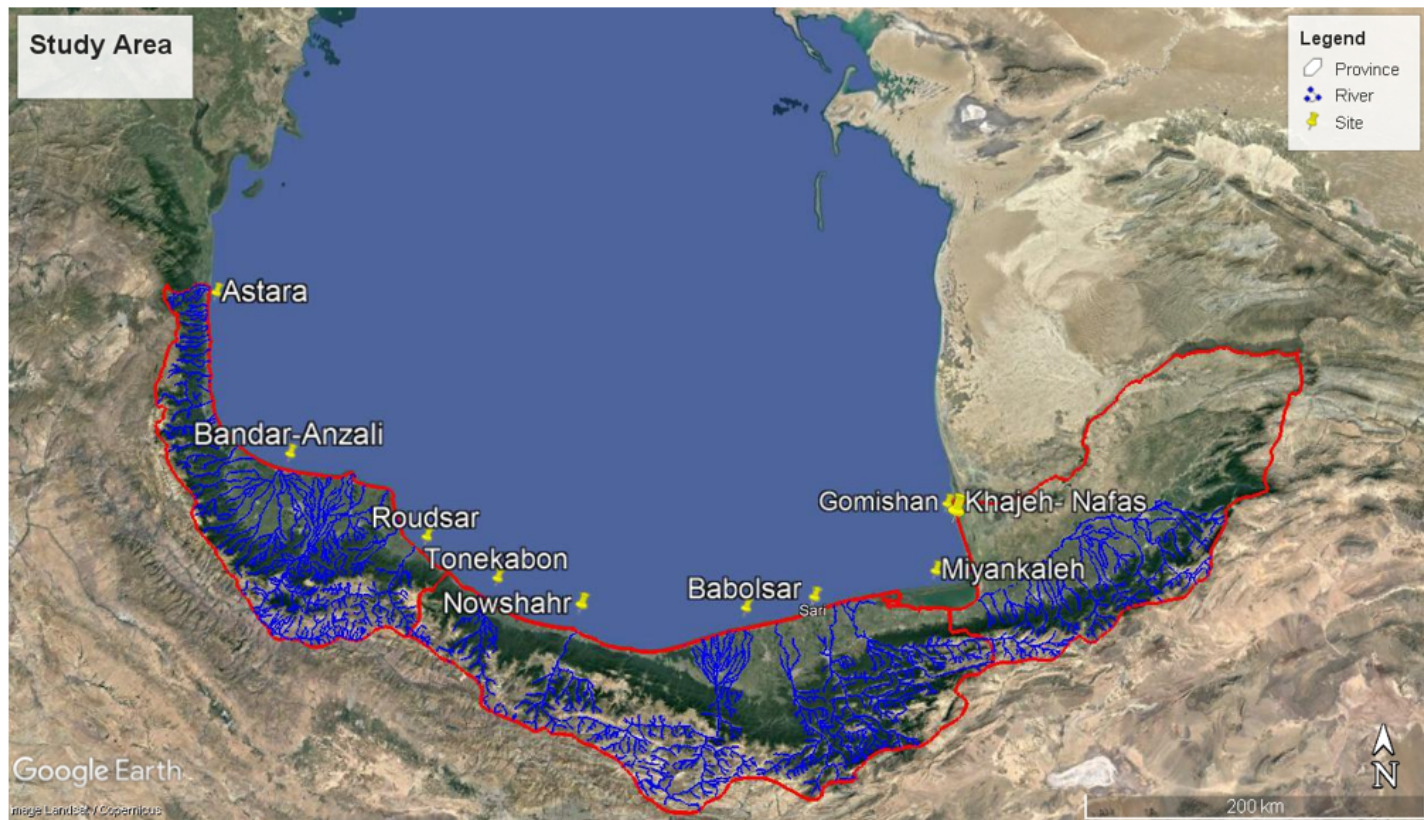 Study Area
Legend
Province
River
Site
Astara
Bandar-Anzali
Roudsar
Gomishan
Khajeh- Nafas
Tonekabon
Miyankaleh
Nowshahr
Babolsar
Sari
Google Earth
N
Image Landsat / Copernicus
200 km